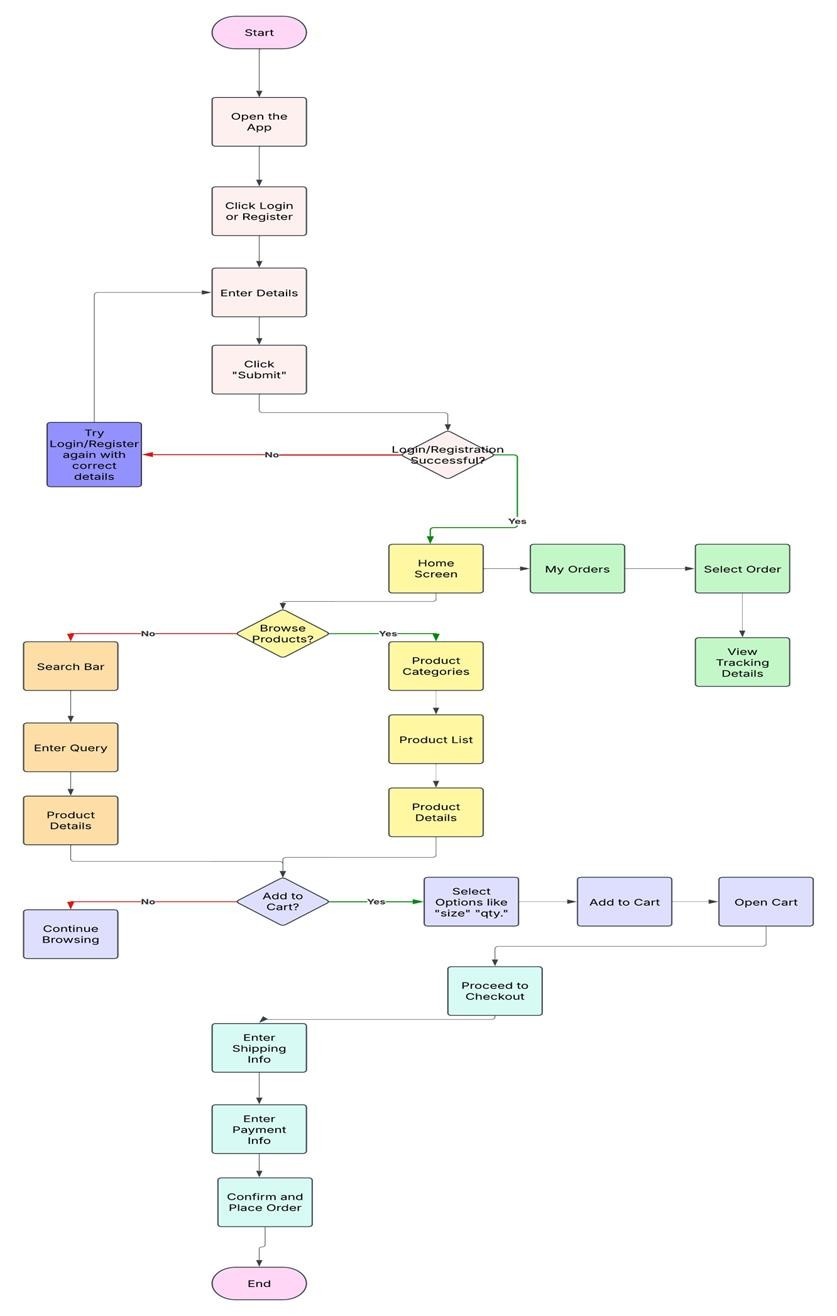 Start
Open the
App
Click Login
or Register
Enter Details
Click
"Submit"
Try
Login/Register
again with
correct
details
No
Login/Registration
Successful?
Yes
Home
Screen
My Orders
Select Order
View
Tracking
Details
Browse
Products?
No
Yes
Search Bar
Product
Categories
Enter Query
Product List
Product
Details
Product
Details
Add to
Cart?
No
Yes
Continue
Browsing
Select
Options like
"size" "qty."
Add to Cart
Open Cart
Proceed to
Checkout
Enter
Shipping
Info
Enter
Payment
Info
Confirm and
Place Order
End